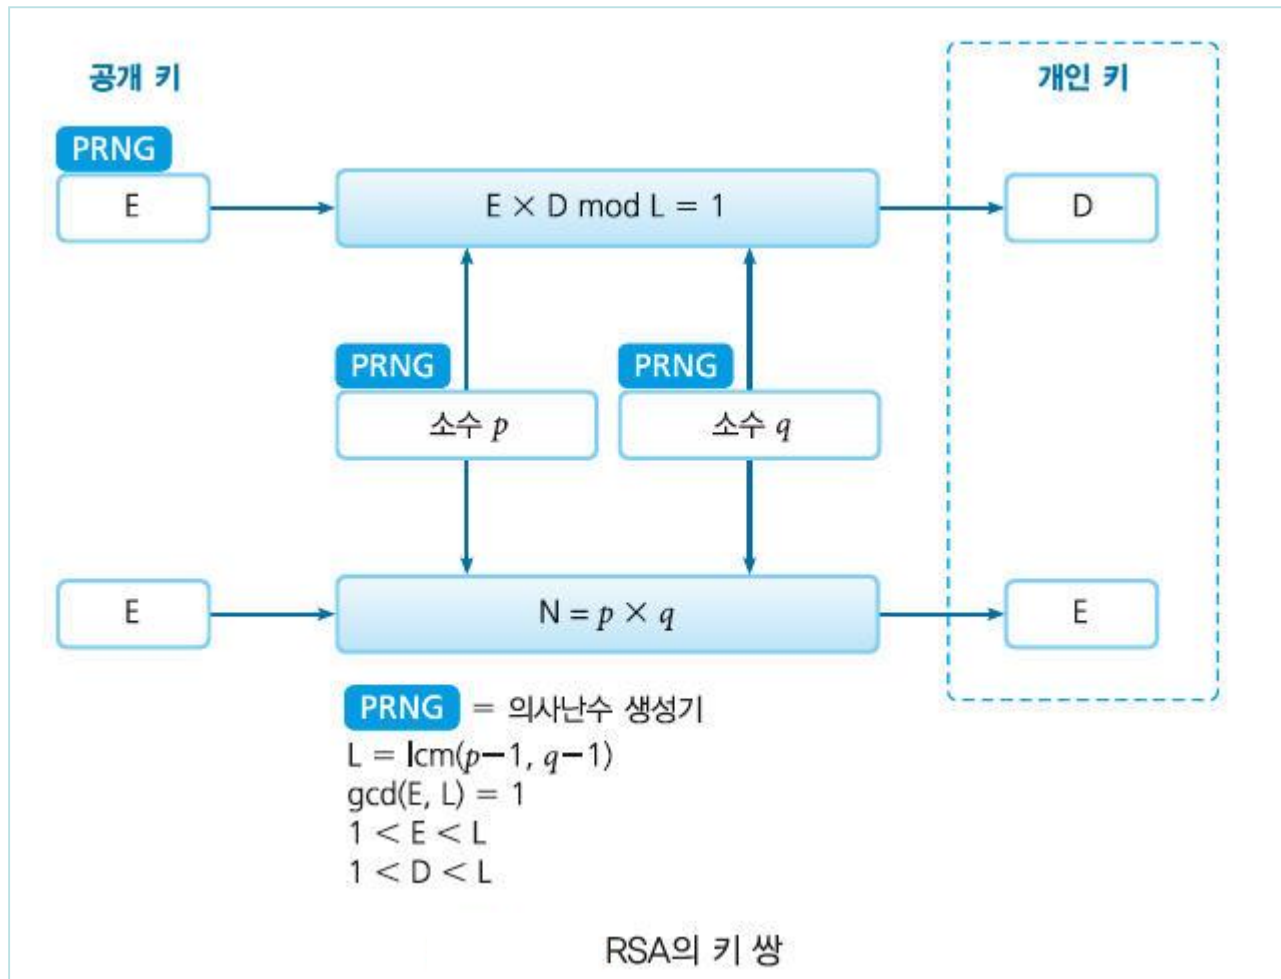 공개 키
개인 키
PRNG
E
E × D mod L = 1
D
PRNG
PRNG
소수 p
소수 q
E
N = p × q
E
PRNG = 의사난수 생성기
L = lcm(p−1, q−1)
gcd(E, L) = 1
1 < E < L
1 < D < L
RSA의 키 쌍